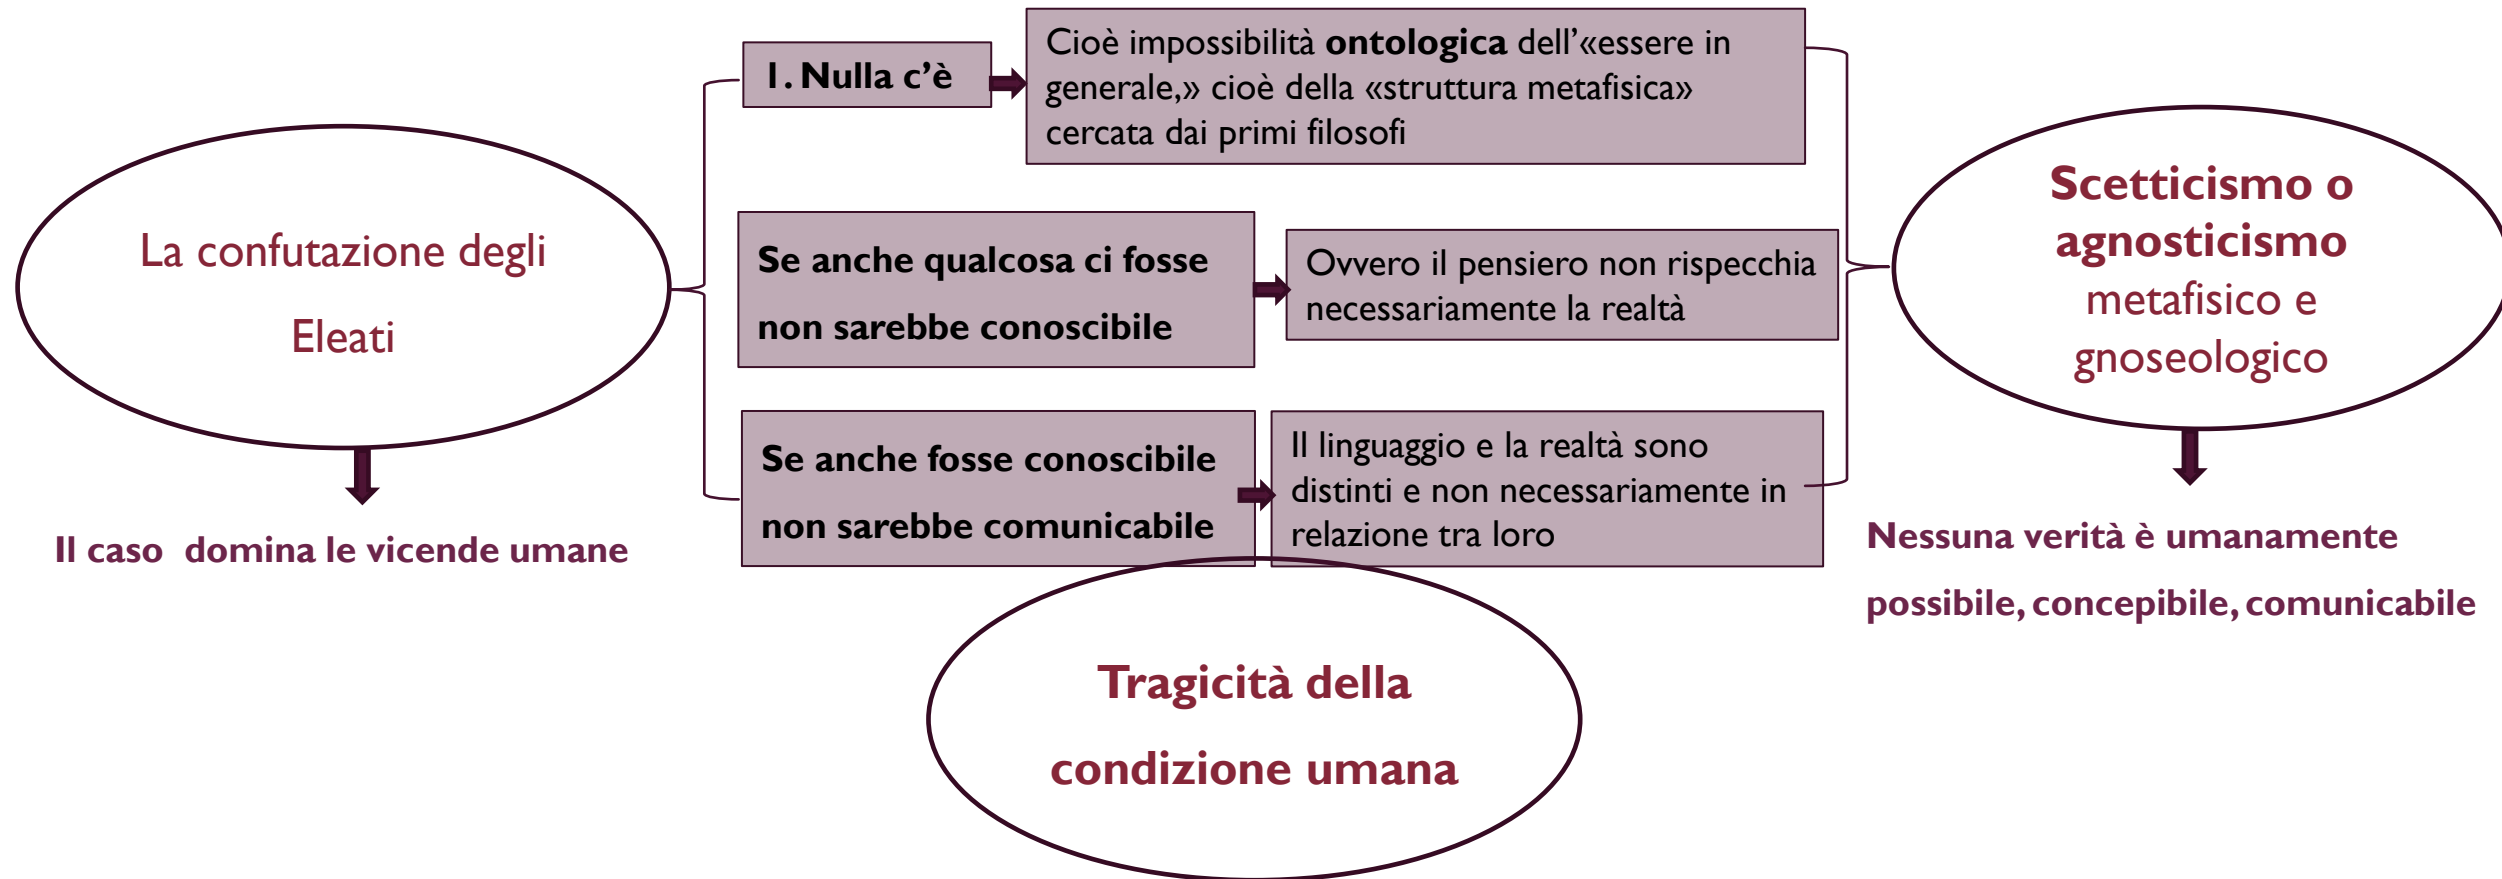 La confutazione degli
Eleati
Il caso  domina le vicende umane
1. Nulla c’è
Cioè impossibilità ontologica dell’«essere in
generale,» cioè della «struttura metafisica»
cercata dai primi filosofi
Se anche qualcosa ci fosse
non sarebbe conoscibile
Ovvero il pensiero non rispecchia
necessariamente la realtà
Se anche fosse conoscibile
non sarebbe comunicabile
Il linguaggio e la realtà sono
distinti e non necessariamente in
relazione tra loro
Scetticismo o
agnosticismo
metafisico e
gnoseologico
Nessuna verità è umanamente
possibile, concepibile, comunicabile
Tragicità della
condizione umana